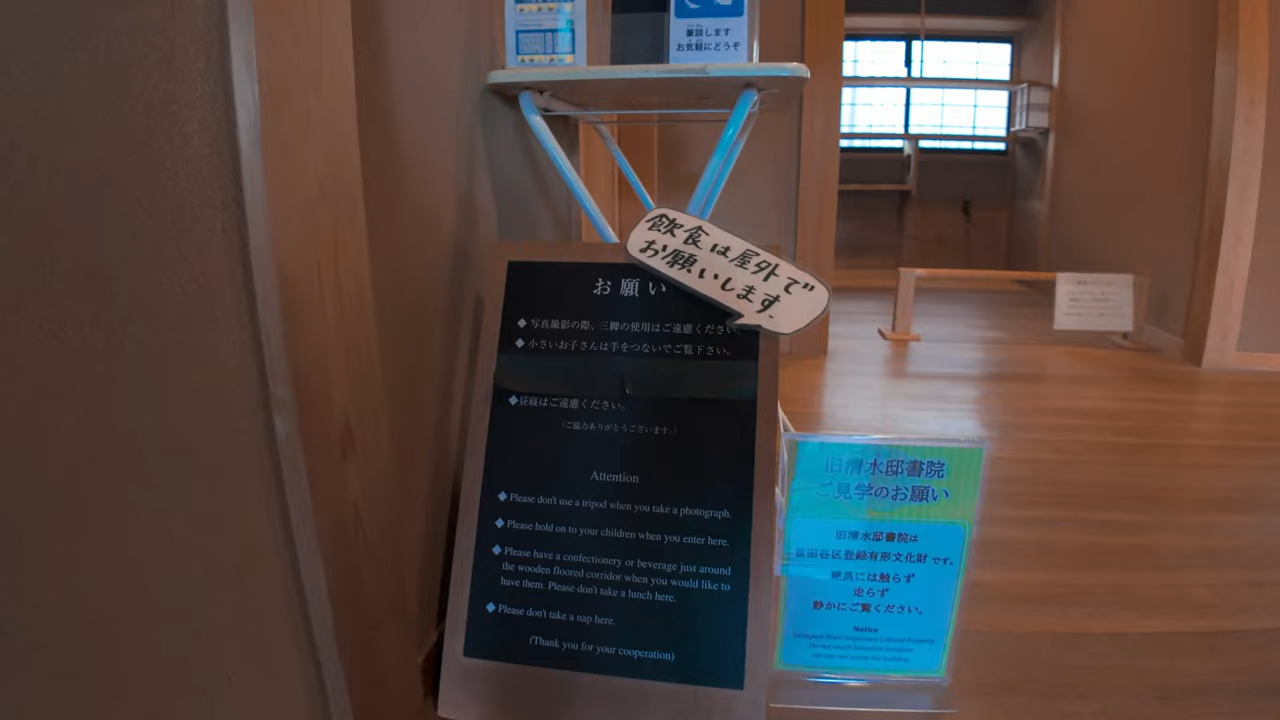 筆談します
お気軽にどうぞ
飲食は屋外で
お願いします.
お願い
◆ 写真撮影の際、三脚の使用はご遠慮ください。
◆ 小さいお子さんは手をつないでご覧下さい。
◆昼寝はご遠慮ください。
(ご協力ありがとうございます。)
Attention
◆ Please don't use a tripod when you take a photograph.
◆ Please hold on to your children when you enter here.
◆ Please have a confectionery or beverage just around
the wooden floored corridor when you would like to
have them. Please don't take a lunch here.
◆ Please don't take a nap here.
(Thank you for your cooperation)
旧清水邸書院
ご見学のお願い
旧清水邸書院は
世田谷区登録有形文化財 です。
建具には触らず
走らず
静かにご覧ください。
Notice